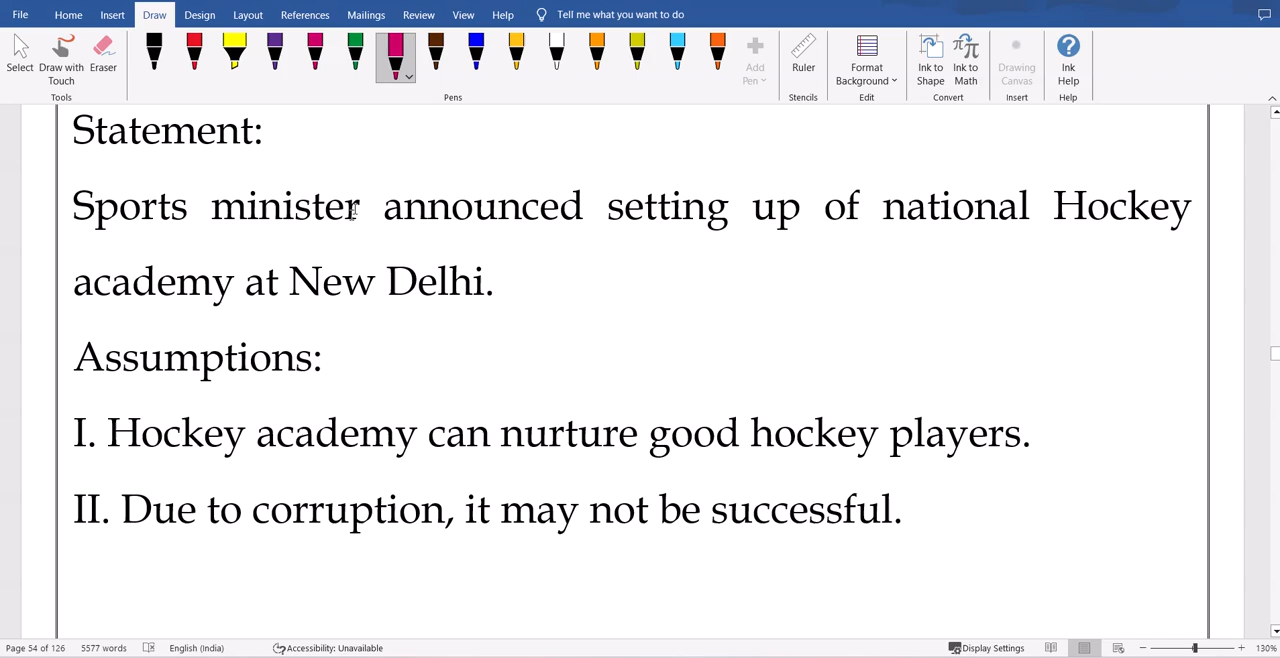 File Home Insert Draw Design Layout References Mailings Review View Help Tell me what you want to do
Select Draw with Touch Eraser Add Pen Ruler Format Background Ink to Shape Ink to Math Drawing Canvas Ink Help
Tools Pens Stencils Edit Convert Insert Help
Statement:
Sports minister announced setting up of national Hockey
academy at New Delhi.
Assumptions:
I. Hockey academy can nurture good hockey players.
II. Due to corruption, it may not be successful.
Page 54 of 126 5577 words English (India) Accessibility: Unavailable Display Settings 130%